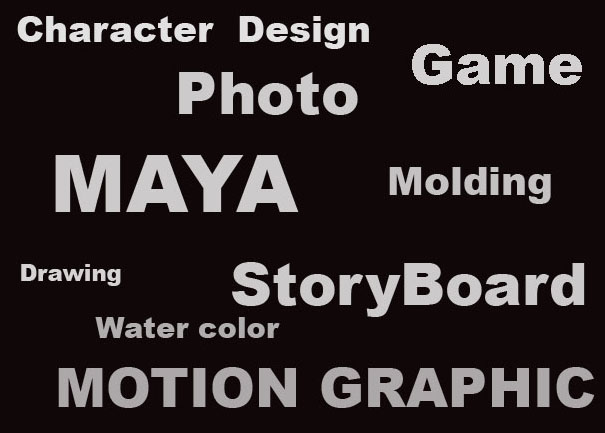 Character Design
Game
Photo
MAYA
Molding
Drawing
StoryBoard
Water color
MOTION GRAPHIC